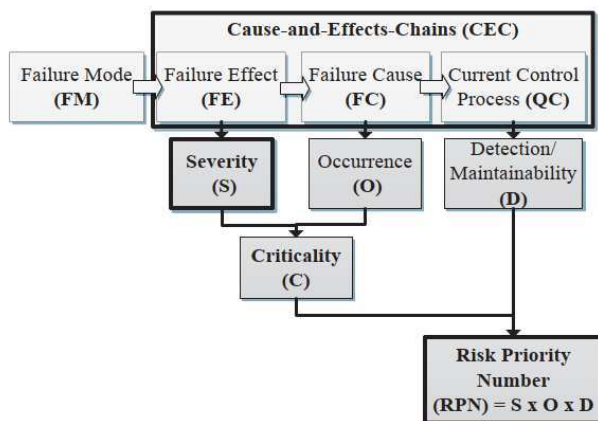 Cause-and-Effects-Chains (CEC)
Failure Mode
(FM)
Failure Effect
(FE)
Failure Cause
(FC)
Current Control
Process (QC)
Severity
(S)
Occurrence
(O)
Detection/
Maintainability
(D)
Criticality
(C)
Risk Priority
Number
(RPN) = S x O x D